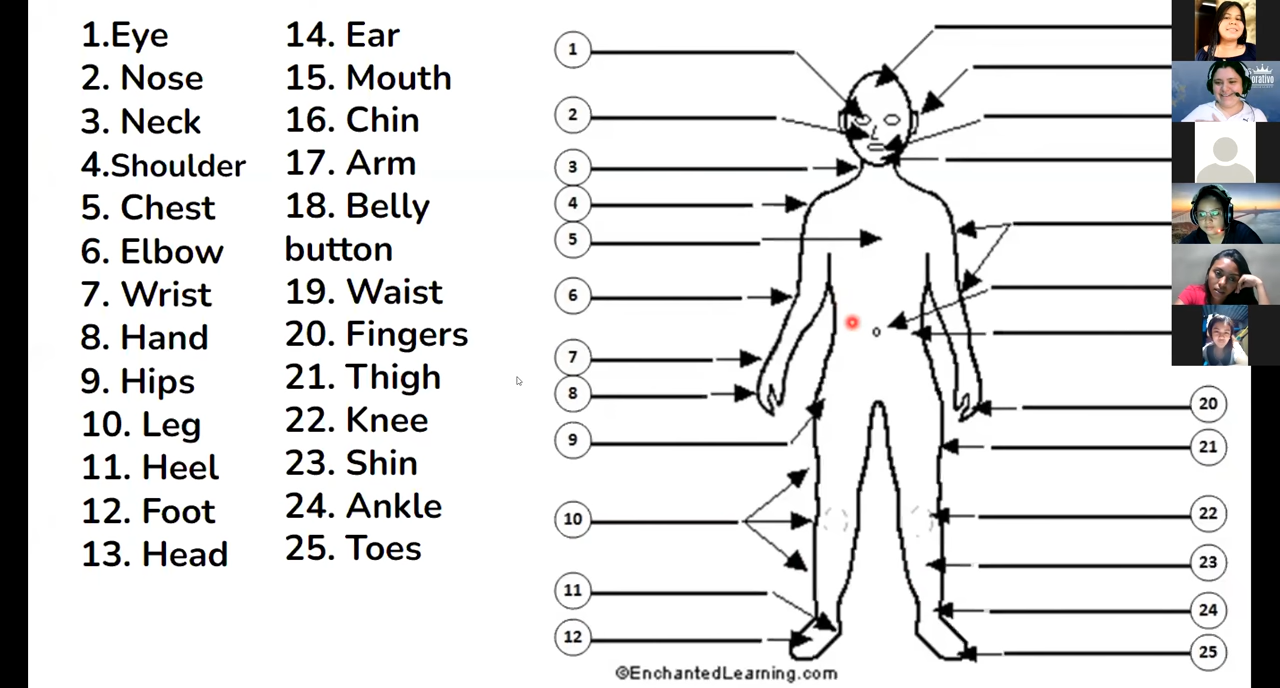 1.Eye
2. Nose
3. Neck
4.Shoulder
5. Chest
6. Elbow
7. Wrist
8. Hand
9. Hips
10. Leg
11. Heel
12. Foot
13. Head
14. Ear
15. Mouth
16. Chin
17. Arm
18. Belly
button
19. Waist
20. Fingers
21. Thigh
22. Knee
23. Shin
24. Ankle
25. Toes
1
2
3
4
5
6
7
8
9
10
11
12
20
21
22
23
24
25
©EnchantedLearning.com
orativo